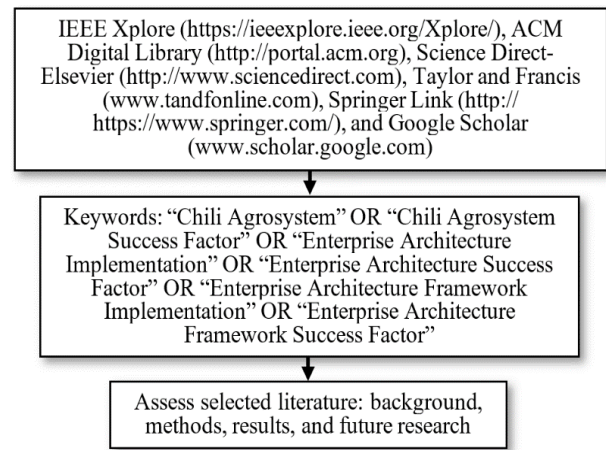 IEEE Xplore (https://ieeexplore.ieee.org/Xplore/), ACM
Digital Library (http://portal.acm.org), Science Direct-
Elsevier (http://www.sciencedirect.com), Taylor and Francis
(www.tandfonline.com), Springer Link (http://
https://www.springer.com/), and Google Scholar
(www.scholar.google.com)
Keywords: “Chili Agrosystem” OR “Chili Agrosystem
Success Factor” OR “Enterprise Architecture
Implementation” OR “Enterprise Architecture Success
Factor” OR “Enterprise Architecture Framework
Implementation” OR “Enterprise Architecture
Framework Success Factor”
Assess selected literature: background,
methods, results, and future research